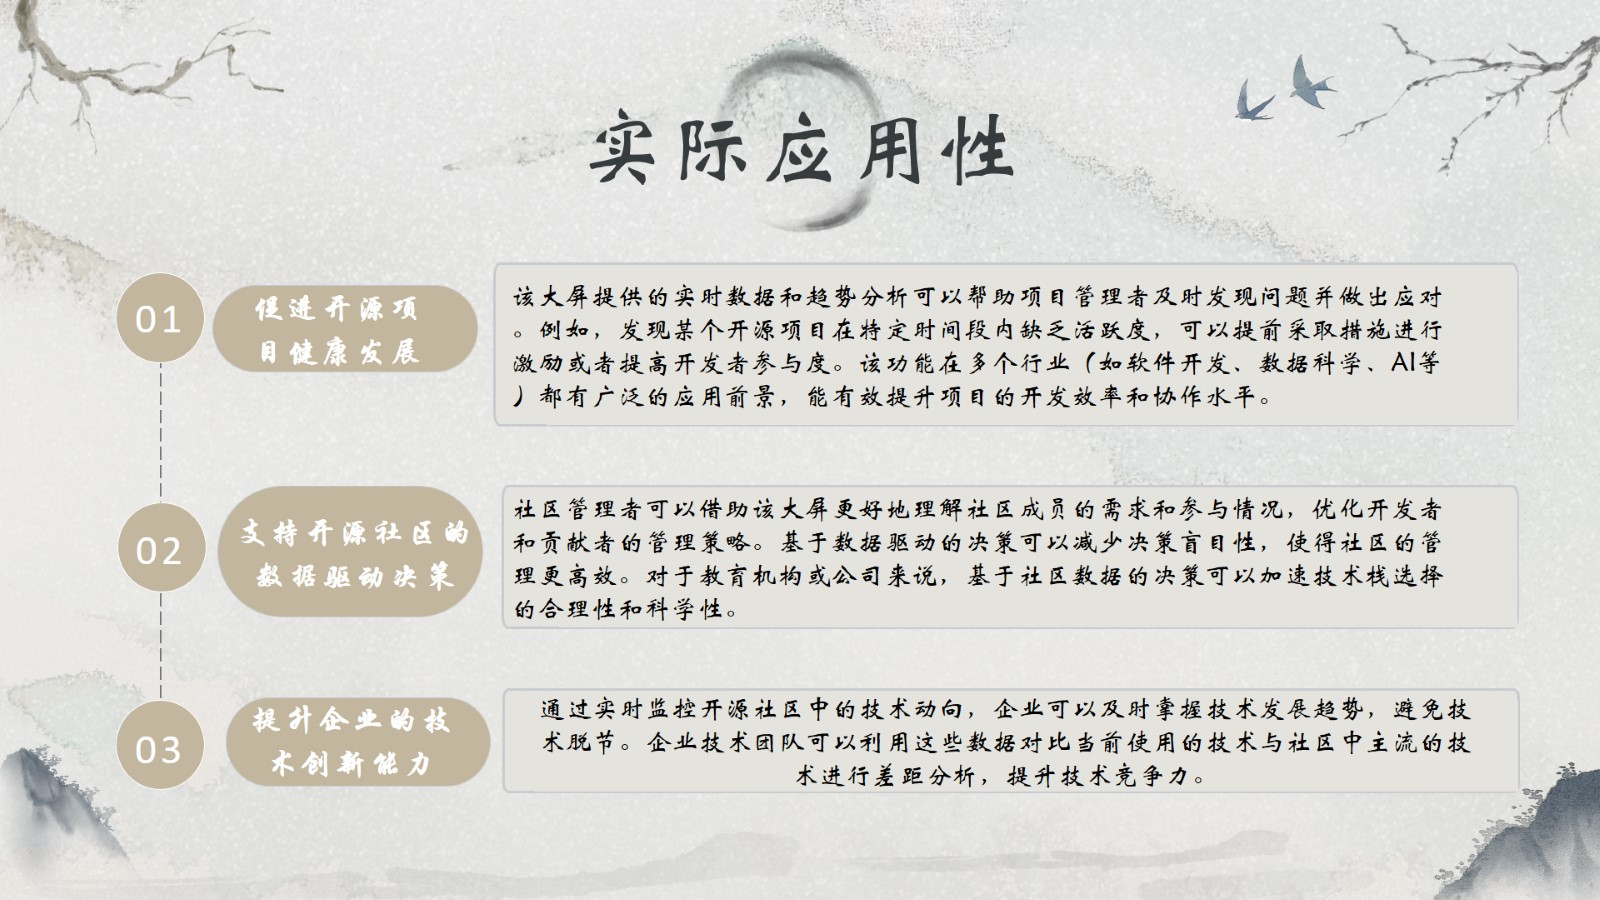 实际应用性
01
促进开源项
目健康发展
该大屏提供的实时数据和趋势分析可以帮助项目管理者及时发现问题并做出应对
。例如，发现某个开源项目在特定时间段内缺乏活跃度，可以提前采取措施进行
激励或者提高开发者参与度。该功能在多个行业（如软件开发、数据科学、AI等
）都有广泛的应用前景，能有效提升项目的开发效率和协作水平。
02
支持开源社区的
数据驱动决策
社区管理者可以借助该大屏更好地理解社区成员的需求和参与情况，优化开发者
和贡献者的管理策略。基于数据驱动的决策可以减少决策盲目性，使得社区的管
理更高效。对于教育机构或公司来说，基于社区数据的决策可以加速技术栈选择
的合理性和科学性。
03
提升企业的技
术创新能力
通过实时监控开源社区中的技术动向，企业可以及时掌握技术发展趋势，避免技
术脱节。企业技术团队可以利用这些数据对比当前使用的技术与社区中主流的技
术进行差距分析，提升技术竞争力。